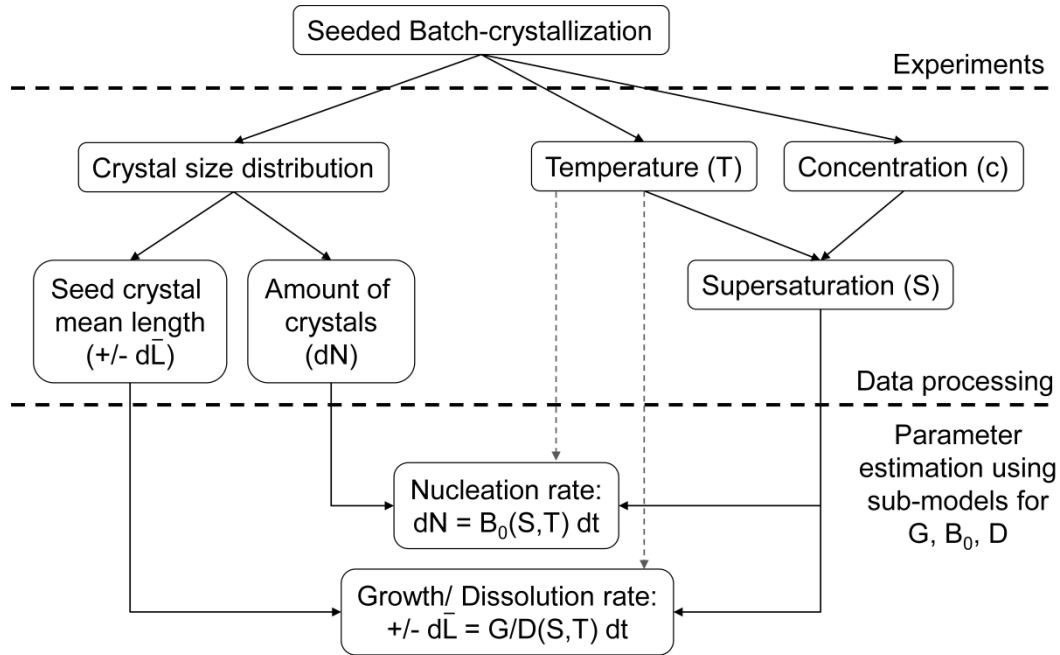 Seeded Batch-crystallization
Experiments
Crystal size distribution
Temperature (T)
Concentration (c)
Seed crystal
mean length
(+/- dL̄)
Amount of
crystals
(dN)
Supersaturation (S)
Data processing
Parameter
estimation using
sub-models for
G, B₀, D
Nucleation rate:
dN = B₀(S,T) dt
Growth/ Dissolution rate:
+/- dL̄ = G/D(S,T) dt